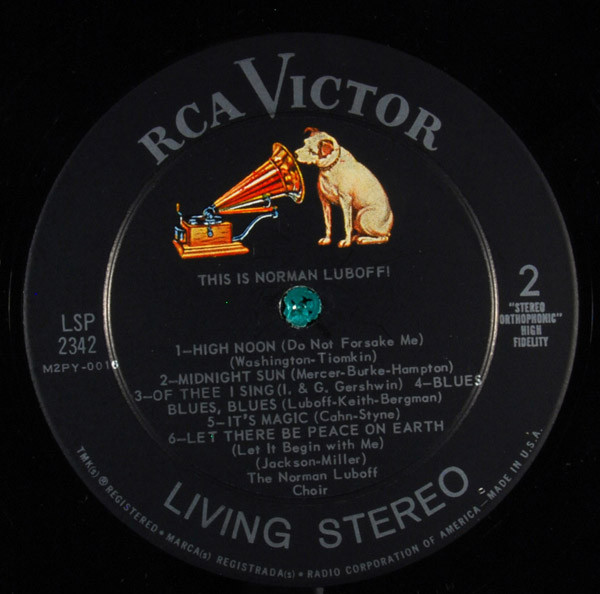 RCA VICTOR
THIS IS NORMAN LUBOFF!
LSP
2342
M2PY-0016
2
"STEREO
ORTHOPHONIC"
HIGH
FIDELITY
1—HIGH NOON (Do Not Forsake Me)
(Washington-Tiomkin)
2—MIDNIGHT SUN (Mercer-Burke-Hampton)
3—OF THEE I SING (I. & G. Gershwin) 4—BLUES
BLUES, BLUES (Luboff-Keith-Bergman)
5—IT'S MAGIC (Cahn-Styne)
6—LET THERE BE PEACE ON EARTH
(Let It Begin with Me)
(Jackson-Miller)
The Norman Luboff
Choir
LIVING STEREO
TMK(s) ® REGISTERED • MARCA(s) REGISTRADA(s) • RADIO CORPORATION OF AMERICA—MADE IN U.S.A.